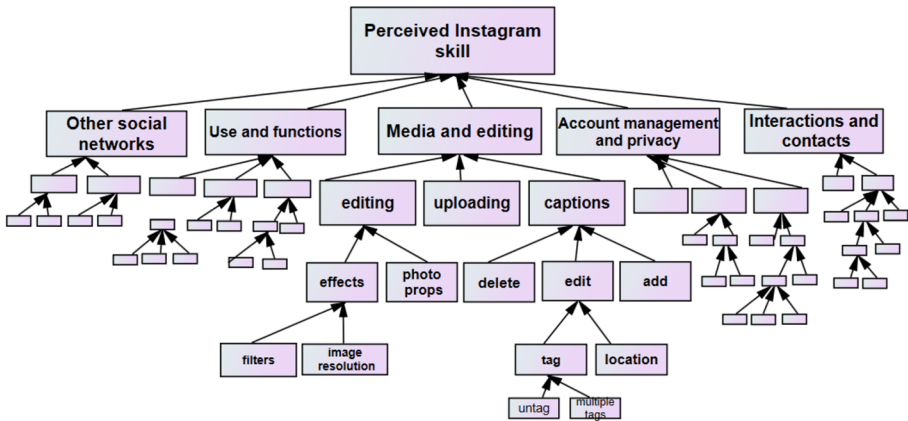 Perceived Instagram
skill
Other social
networks
Use and functions
Media and editing
Account management
and privacy
Interactions and
contacts
editing
uploading
captions
effects
photo
props
delete
edit
add
filters
image
resolution
tag
location
untag
multiple
tags